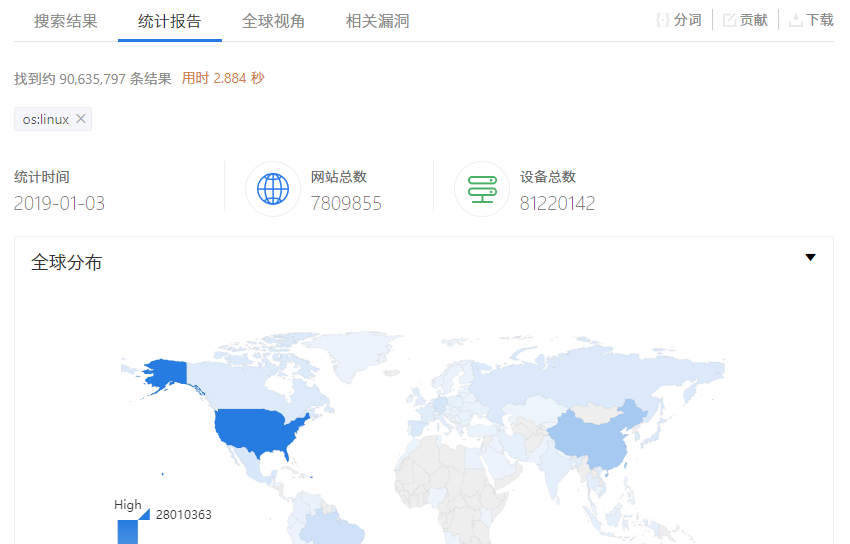 搜索结果 统计报告 全球视角 相关漏洞 分词 贡献 下载
找到约 90,635,797 条结果 用时 2.884 秒
os:linux
统计时间 网站总数 设备总数
2019-01-03 7809855 81220142
全球分布
High
28010363